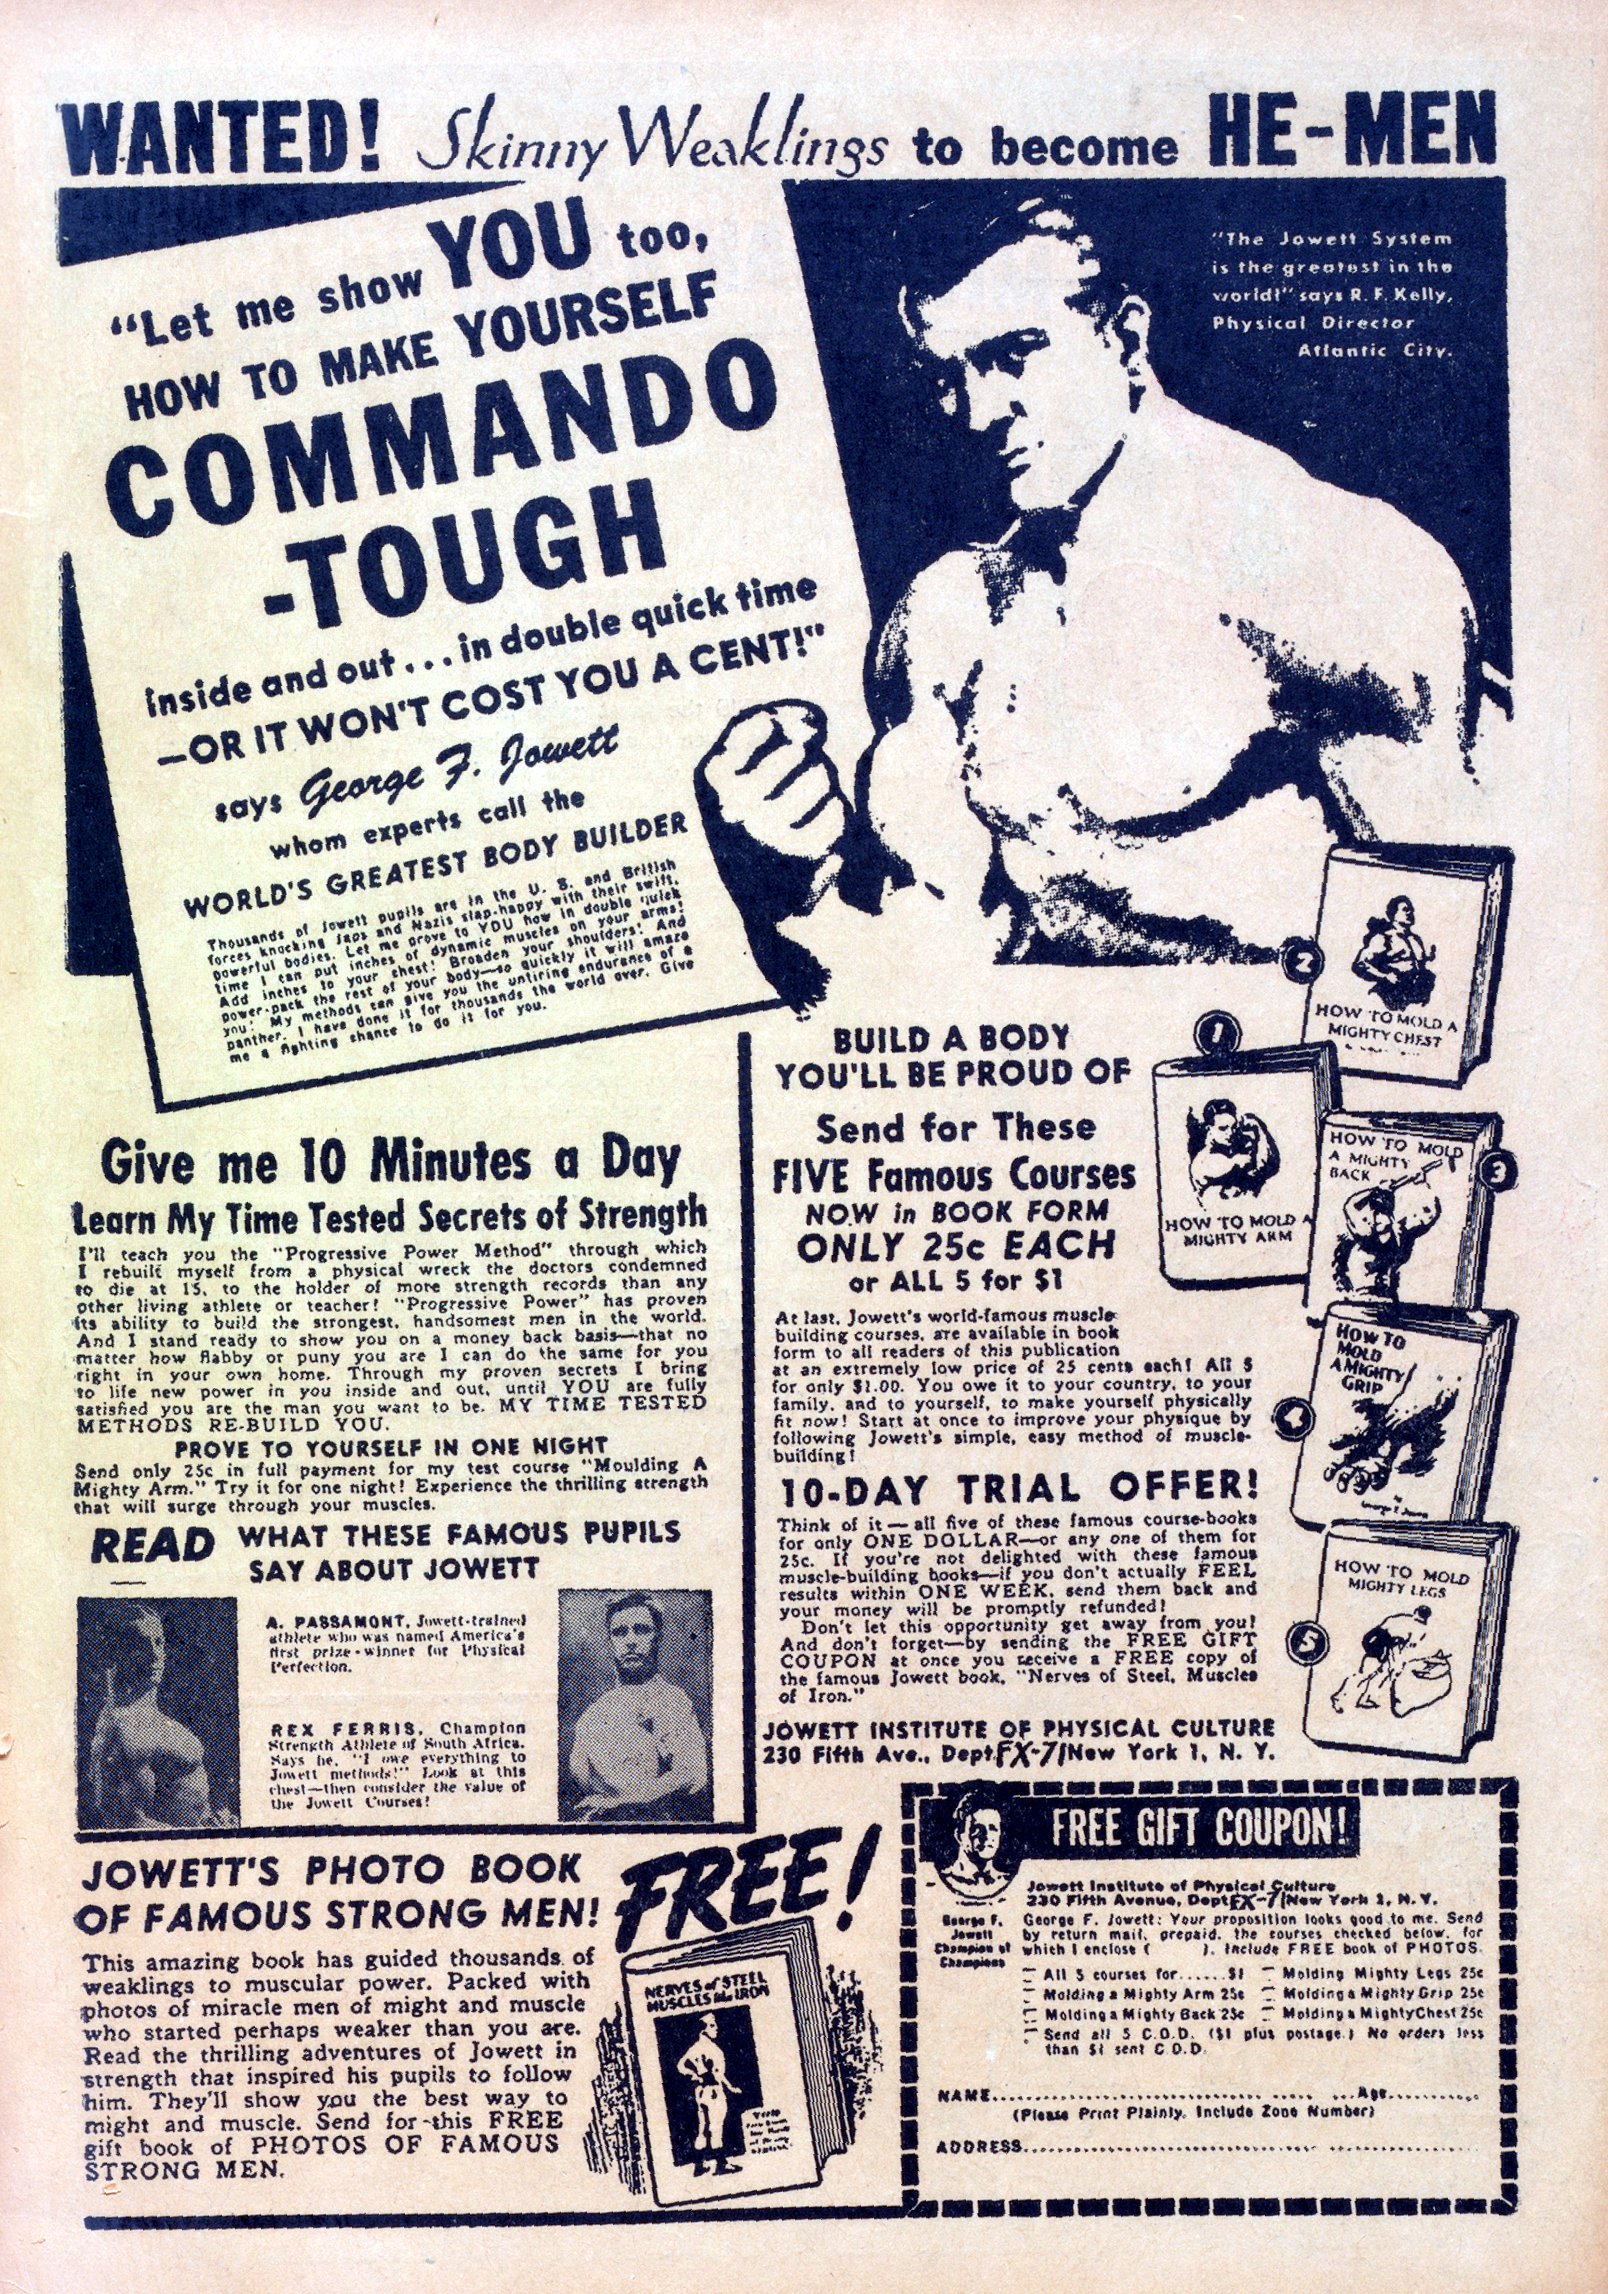 WANTED! Skinny Weaklings to become HE-MEN
"Let me show YOU too,
HOW TO MAKE YOURSELF
COMMANDO
-TOUGH
inside and out... in double quick time
—OR IT WON'T COST YOU A CENT!"
says George F. Jowett
whom experts call the
WORLD'S GREATEST BODY BUILDER
Thousands of Jowett pupils are in the U. S. and British
forces knocking Japs and Nazis slap-happy with their swift,
powerful bodies. Let me prove to YOU how in double quick
time I can put inches of dynamic muscles on your arms!
Add inches to your chest! Broaden your shoulders! And
power-pack the rest of your body—so quickly it will amaze
you! My methods can give you the untiring endurance of a
panther. I have done it for thousands the world over. Give
me a fighting chance to do it for you.
"The Jowett System
is the greatest in the
world!" says R. F. Kelly,
Physical Director
Atlantic City.
Give me 10 Minutes a Day
Learn My Time Tested Secrets of Strength
I'll teach you the "Progressive Power Method" through which
I rebuilt myself from a physical wreck the doctors condemned
to die at 15, to the holder of more strength records than any
other living athlete or teacher! "Progressive Power" has proven
its ability to build the strongest, handsomest men in the world.
And I stand ready to show you on a money back basis—that no
matter how flabby or puny you are I can do the same for you
right in your own home. Through my proven secrets I bring
to life new power in you inside and out, until YOU are fully
satisfied you are the man you want to be. MY TIME TESTED
METHODS RE-BUILD YOU.
PROVE TO YOURSELF IN ONE NIGHT
Send only 25c in full payment for my test course "Moulding A
Mighty Arm." Try it for one night! Experience the thrilling strength
that will surge through your muscles.
READ WHAT THESE FAMOUS PUPILS
SAY ABOUT JOWETT
A. PASSAMONT, Jowett-trained
athlete who was named America's
first prize-winner for Physical
Perfection.
REX FERRIS, Champion
Strength Athlete of South Africa.
Says he, "I owe everything to
Jowett methods!" Look at this
chest—then consider the value of
the Jowett Courses!
BUILD A BODY
YOU'LL BE PROUD OF
Send for These
FIVE Famous Courses
NOW in BOOK FORM
ONLY 25c EACH
or ALL 5 for $1
At last, Jowett's world-famous muscle
building courses, are available in book
form to all readers of this publication
at an extremely low price of 25 cents each! All 5
for only $1.00. You owe it to your country, to your
family, and to yourself, to make yourself physically
fit now! Start at once to improve your physique by
following Jowett's simple, easy method of muscle-
building!
10-DAY TRIAL OFFER!
Think of it—all five of these famous course-books
for only ONE DOLLAR—or any one of them for
25c. If you're not delighted with these famous
muscle-building books—if you don't actually FEEL
results within ONE WEEK, send them back and
your money will be promptly refunded!
Don't let this opportunity get away from you!
And don't forget—by sending the FREE GIFT
COUPON at once you receive a FREE copy of
the famous Jowett book, "Nerves of Steel, Muscles
of Iron."
JOWETT INSTITUTE OF PHYSICAL CULTURE
230 Fifth Ave., Dept. FX-71 New York 1, N. Y.
2
HOW TO MOLD A
MIGHTY CHEST
1
HOW TO MOLD A
MIGHTY ARM
3
HOW TO MOLD
A MIGHTY
BACK
4
HOW TO
MOLD
A MIGHTY
GRIP
by
George F. Jowett
5
HOW TO MOLD
MIGHTY LEGS
JOWETT'S PHOTO BOOK
OF FAMOUS STRONG MEN!
FREE!
This amazing book has guided thousands of
weaklings to muscular power. Packed with
photos of miracle men of might and muscle
who started perhaps weaker than you are.
Read the thrilling adventures of Jowett in
strength that inspired his pupils to follow
him. They'll show you the best way to
might and muscle. Send for this FREE
gift book of PHOTOS OF FAMOUS
STRONG MEN.
NERVES of STEEL
MUSCLES like IRON
FREE GIFT COUPON!
George F.
Jowett
Champion of
Champions
Jowett Institute of Physical Culture
230 Fifth Avenue, Dept FX-71 New York 1, N. Y.
George F. Jowett: Your proposition looks good to me. Send
by return mail, prepaid, the courses checked below, for
which I enclose ( ). Include FREE book of PHOTOS.
All 5 courses for......$1
Molding Mighty Legs 25c
Molding a Mighty Arm 25c
Molding a Mighty Grip 25c
Molding a Mighty Back 25c
Molding a Mighty Chest 25c
Send all 5 C.O.D. ($1 plus postage.) No orders less
than $1 sent C.O.D.
NAME.......... Age..........
(Please Print Plainly. Include Zone Number)
ADDRESS..........